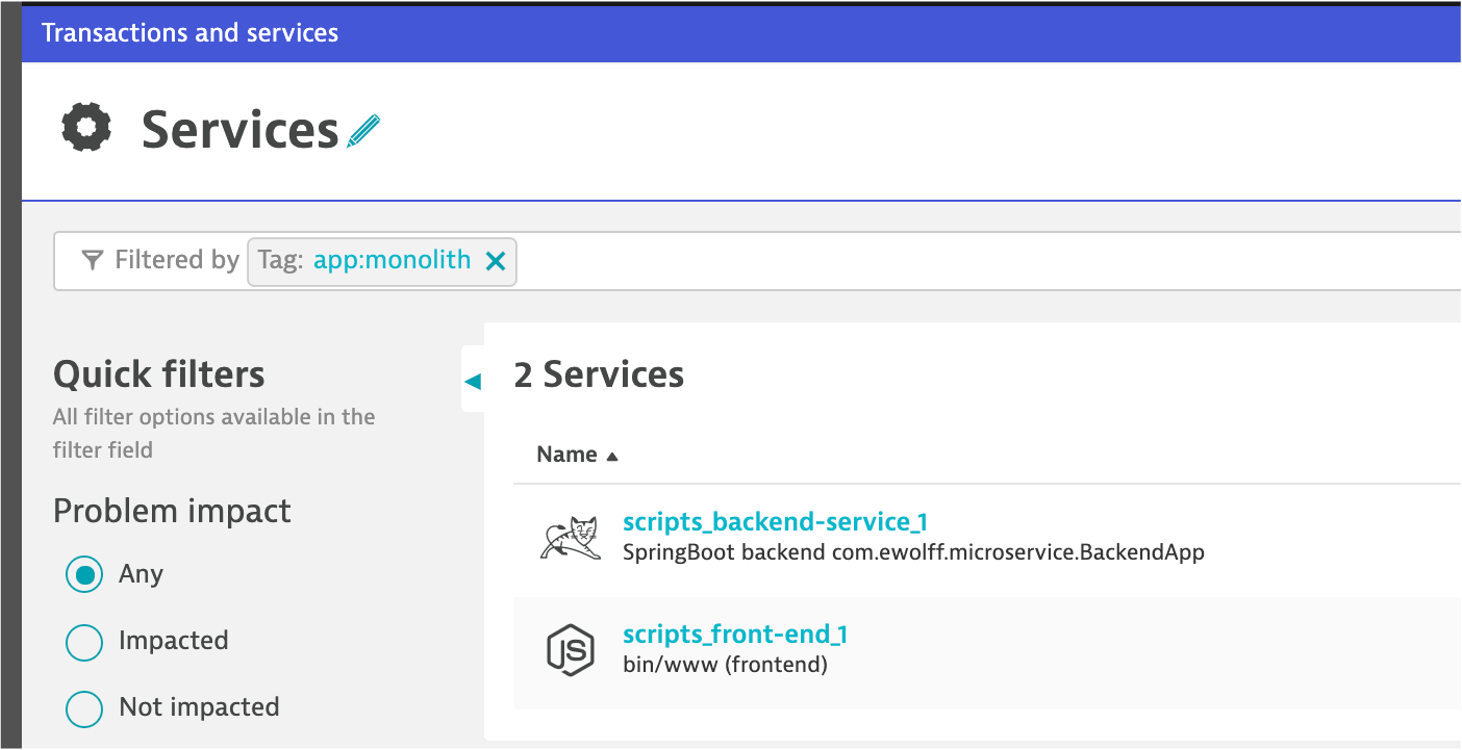 Transactions and services
Services
Filtered by Tag: app:monolith
Quick filters
All filter options available in the
filter field
Problem impact
Any
Impacted
Not impacted
2 Services
Name
scripts_backend-service_1
SpringBoot backend com.ewolff.microservice.BackendApp
JS
scripts_front-end_1
bin/www (frontend)